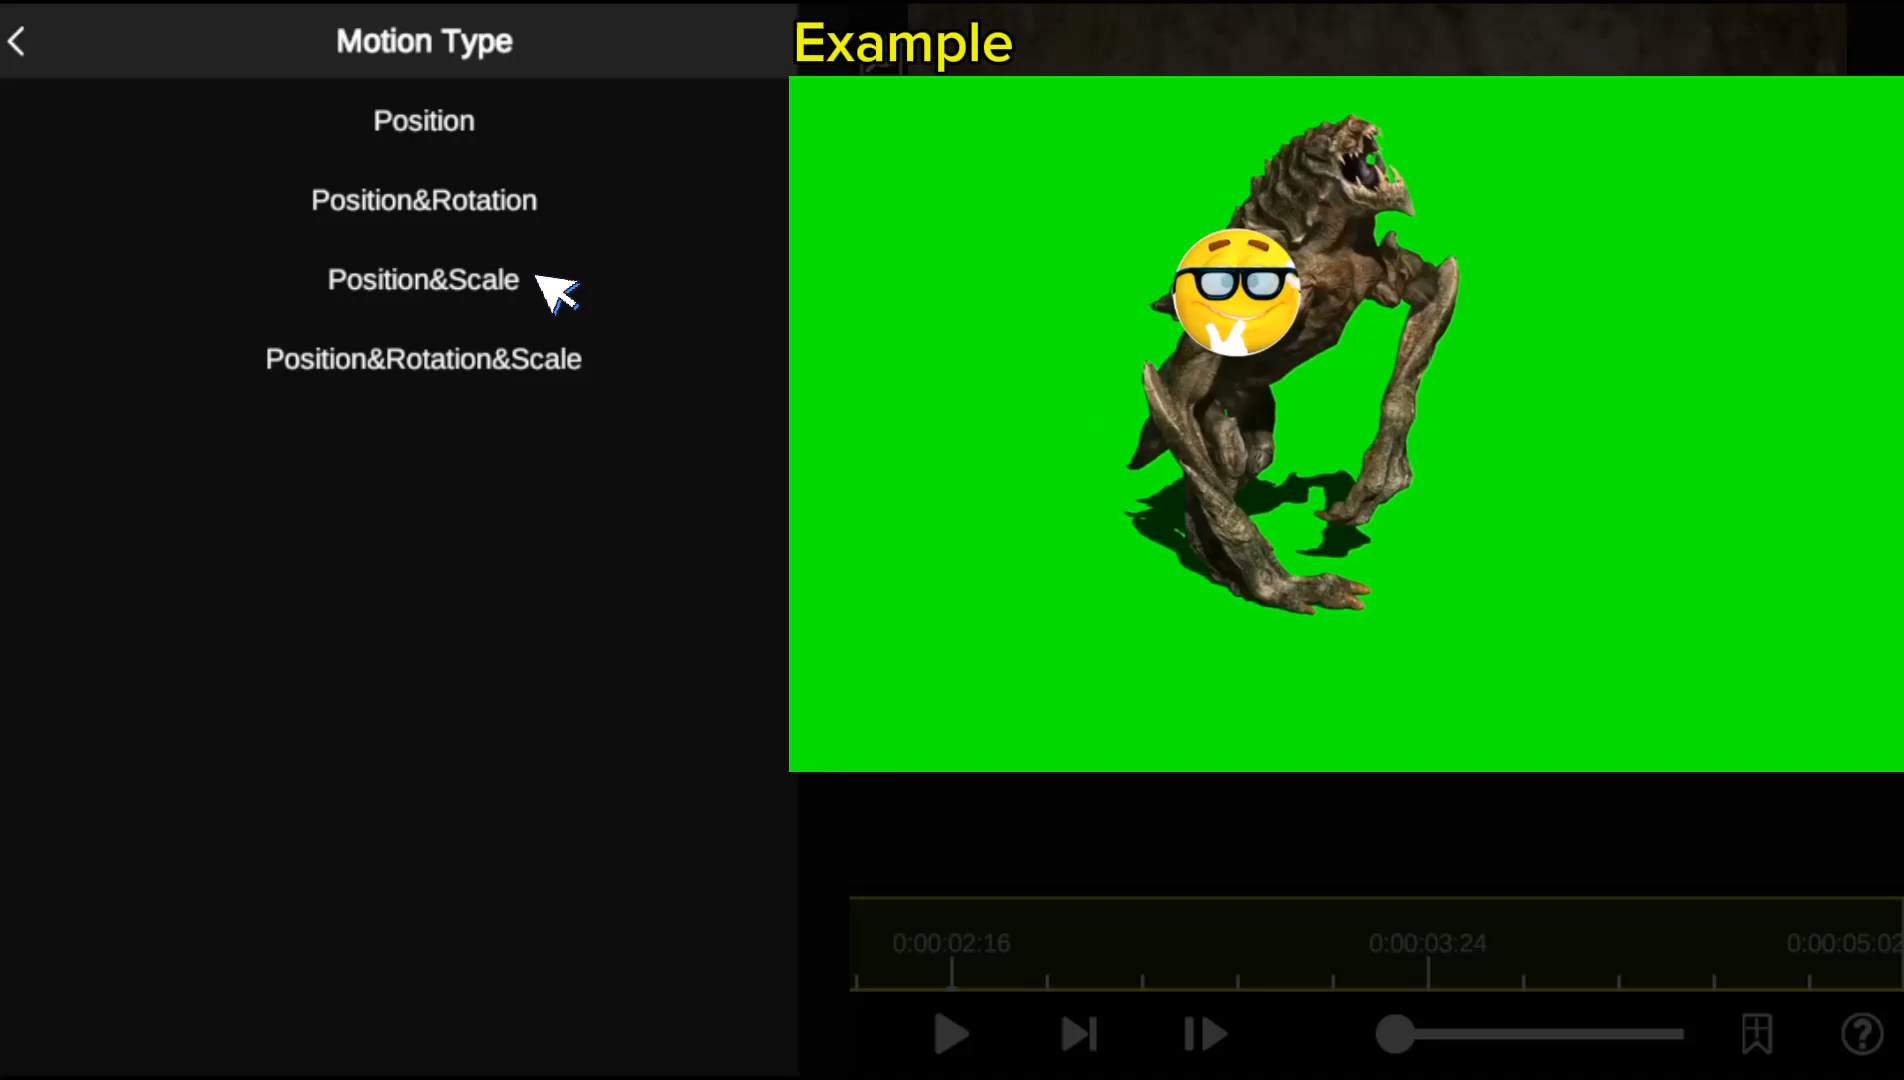 Motion Type
Example
Position
Position&Rotation
Position&Scale
Position&Rotation&Scale
0:00:02:16
0:00:03:24
0:00:05:02